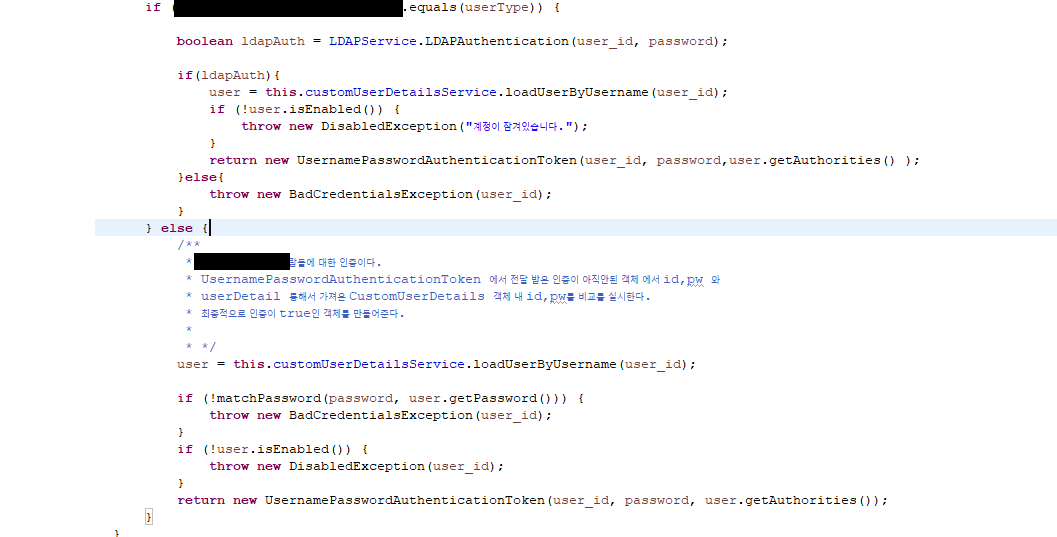 if (.equals(userType)) {
boolean ldapAuth = LDAPService.LDAPAuthentication(user_id, password);
if(ldapAuth){
user = this.customUserDetailsService.loadUserByUsername(user_id);
if (!user.isEnabled()) {
throw new DisabledException("계정이 잠겨있습니다.");
}
return new UsernamePasswordAuthenticationToken(user_id, password,user.getAuthorities() );
}else{
throw new BadCredentialsException(user_id);
}
} else {
/**
* 들에 대한 인증이다.
* UsernamePasswordAuthenticationToken 에서 전달 받은 인증이 아직안된 객체 에서 id,pw 와
* userDetail 통해서 가져온 CustomUserDetails 객체 내 id,pw를 비교를 실시한다.
* 최종적으로 인증이 true인 객체를 만들어준다.
*
* */
user = this.customUserDetailsService.loadUserByUsername(user_id);
if (!matchPassword(password, user.getPassword())) {
throw new BadCredentialsException(user_id);
}
if (!user.isEnabled()) {
throw new DisabledException(user_id);
}
return new UsernamePasswordAuthenticationToken(user_id, password, user.getAuthorities());
}
}